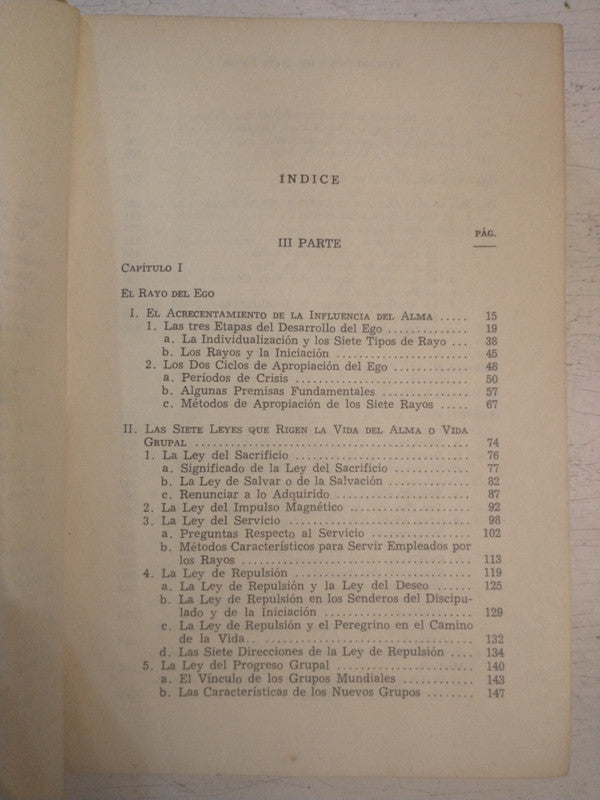 ÍNDICE
PÁG.
III PARTE
CAPÍTULO I
EL RAYO DEL EGO
I. EL ACRECENTAMIENTO DE LA INFLUENCIA DEL ALMA ..... 15
1. Las tres Etapas del Desarrollo del Ego ............. 19
a. La Individualización y los Siete Tipos de Rayo ... 38
b. Los Rayos y la Iniciación ..................... 45
2. Los Dos Ciclos de Apropiación del Ego ............ 48
a. Períodos de Crisis ............................ 50
b. Algunas Premisas Fundamentales .............. 57
c. Métodos de Apropiación de los Siete Rayos ..... 67
II. LAS SIETE LEYES QUE RIGEN LA VIDA DEL ALMA O VIDA
GRUPAL ............................................ 74
1. La Ley del Sacrificio ............................ 76
a. Significado de la Ley del Sacrificio ............ 77
b. La Ley de Salvar o de la Salvación ............ 82
c. Renunciar a lo Adquirido ..................... 87
2. La Ley del Impulso Magnético ................... 92
3. La Ley del Servicio ............................. 98
a. Preguntas Respecto al Servicio ................ 102
b. Métodos Característicos para Servir Empleados por
los Rayos ..................................... 113
4. La Ley de Repulsión ............................ 119
a. La Ley de Repulsión y la Ley del Deseo ...... 125
b. La Ley de Repulsión en los Senderos del Discipu-
lado y de la Iniciación ....................... 129
c. La Ley de Repulsión y el Peregrino en el Camino
de la Vida.. ................................. 132
d. Las Siete Direcciones de la Ley de Repulsión .... 134
5. La Ley del Progreso Grupal ..................... 140
a. El Vínculo de los Grupos Mundiales ........... 143
b. Las Características de los Nuevos Grupos ........ 147